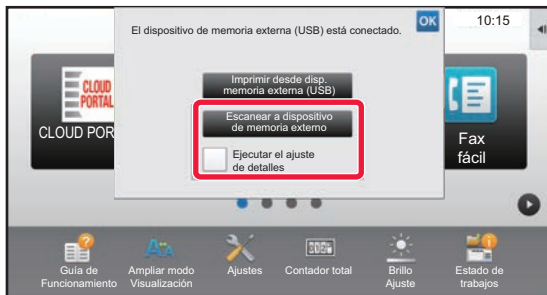 El dispositivo de memoria externa (USB) está conectado.
OK
10:15
Imprimir desde disp.
memoria externa (USB)
Escanear a dispositivo
de memoria externo
Ejecutar el ajuste
de detalles
CLOUD
PORTAL
CLOUD POR
Fax
fácil
Guía de
Funcionamiento
Ampliar modo
Visualización
Ajustes
Contador total
Brillo
Ajuste
Estado de
trabajos